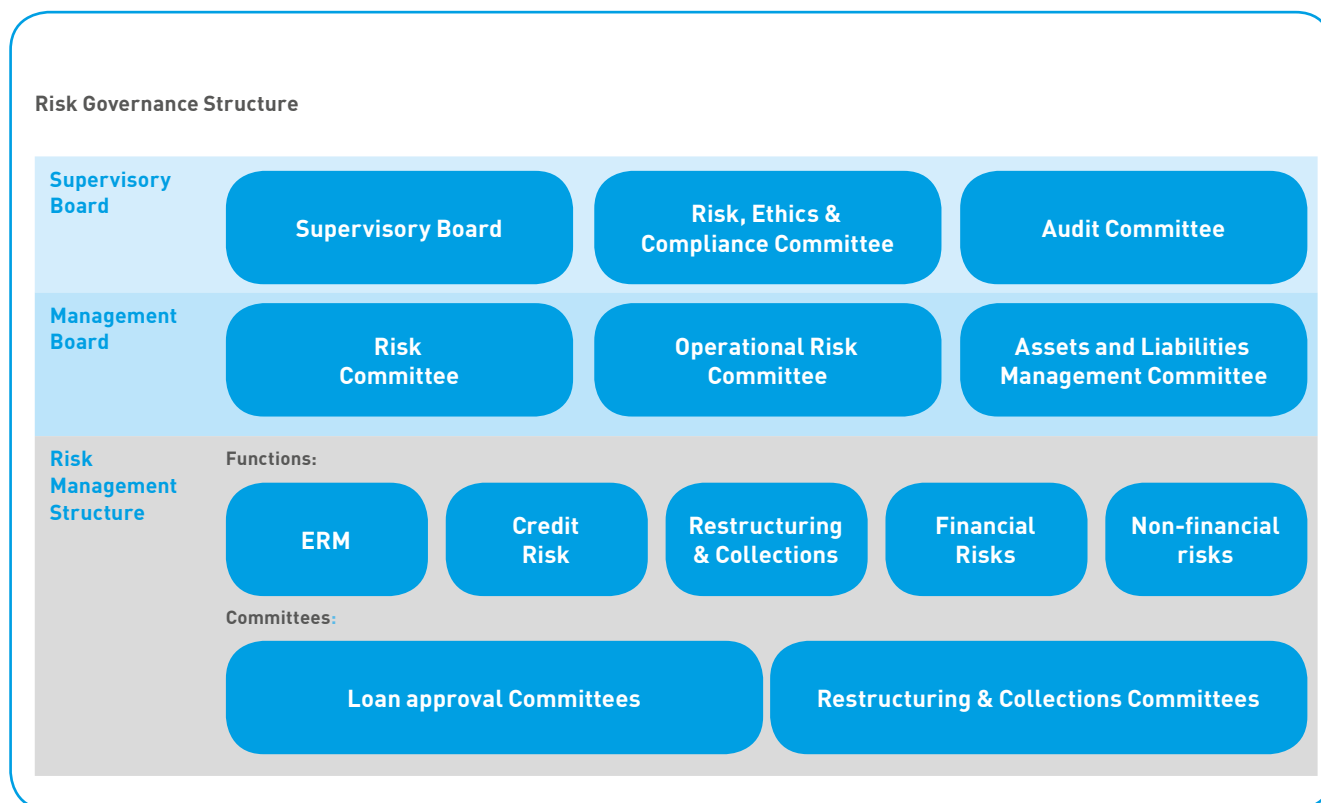 Risk Governance Structure
Supervisory
Board
Supervisory Board
Risk, Ethics &
Compliance Committee
Audit Committee
Management
Board
Risk
Committee
Operational Risk
Committee
Assets and Liabilities
Management Committee
Risk
Management
Structure
Functions:
ERM
Credit
Risk
Restructuring
& Collections
Financial
Risks
Non-financial
risks
Committees:
Loan approval Committees
Restructuring & Collections Committees